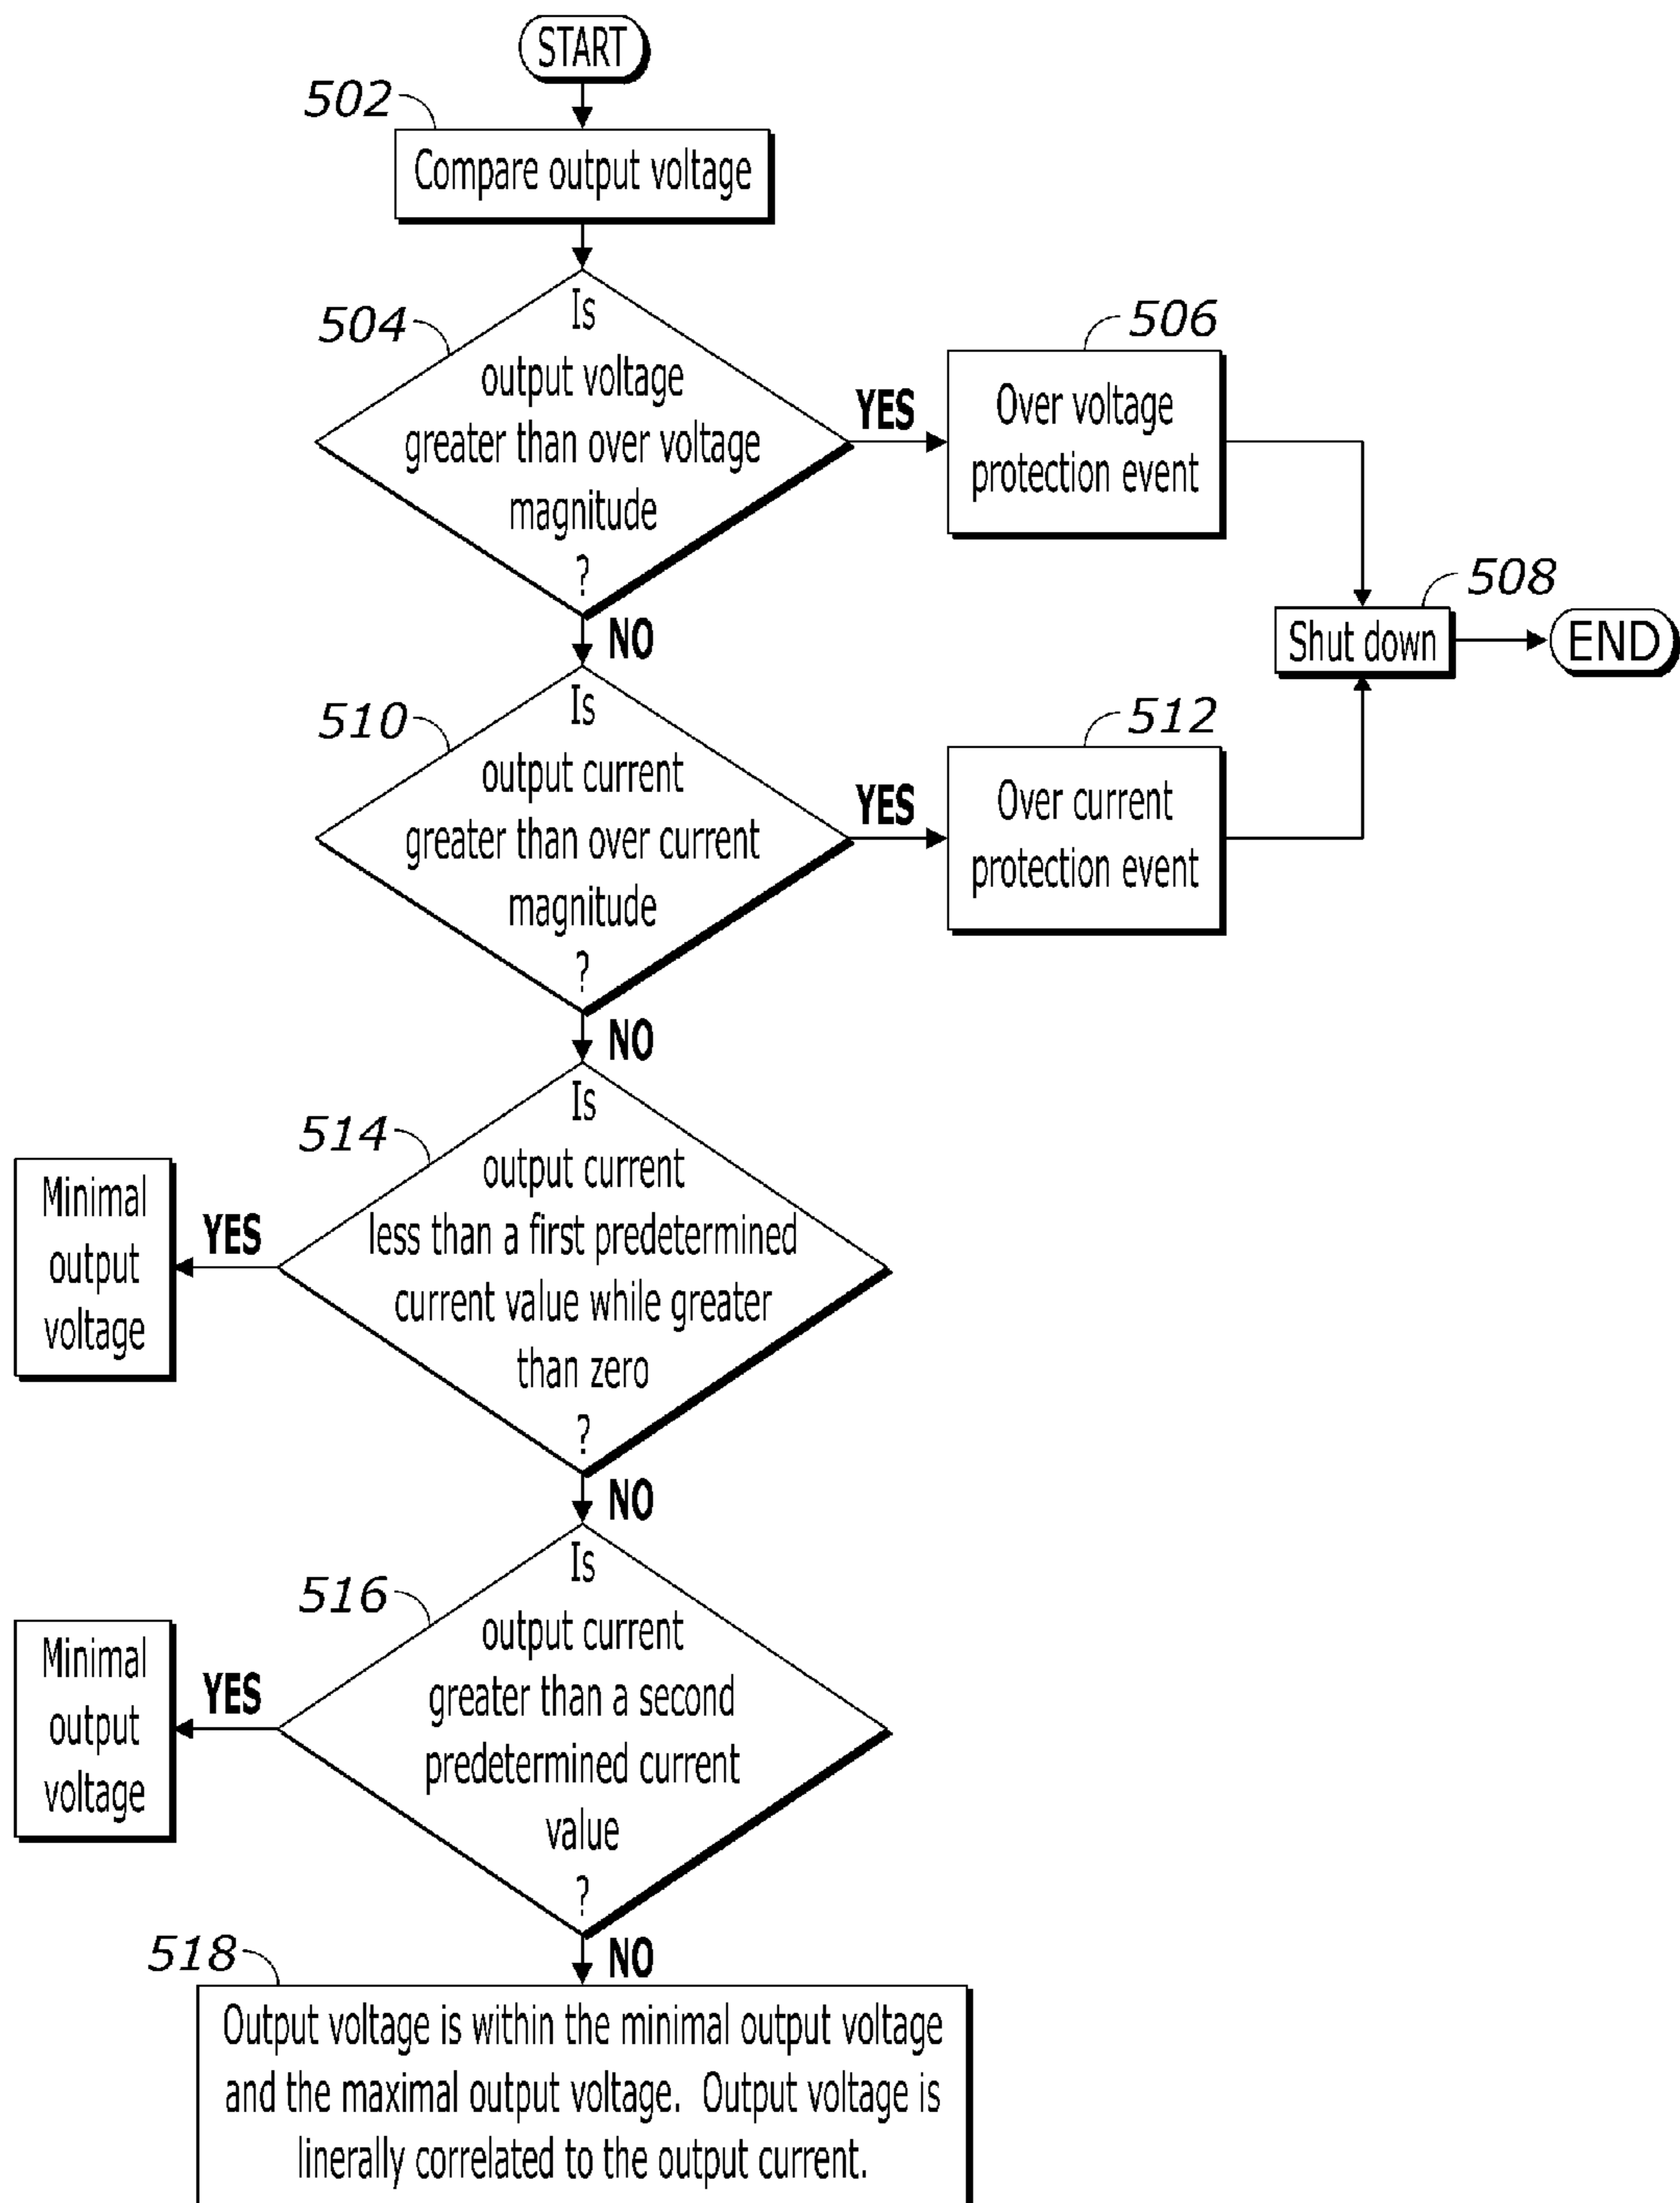 START
502
Compare output voltage
504
Is
output voltage
greater than over voltage
magnitude
?
YES
506
Over voltage
protection event
508
Shut down
END
NO
510
Is
output current
greater than over current
magnitude
?
YES
512
Over current
protection event
NO
514
Is
output current
less than a first predetermined
current value while greater
than zero
?
YES
Minimal
output
voltage
NO
516
Is
output current
greater than a second
predetermined current
value
?
YES
Minimal
output
voltage
NO
518
Output voltage is within the minimal output voltage
and the maximal output voltage. Output voltage is
linerally correlated to the output current.